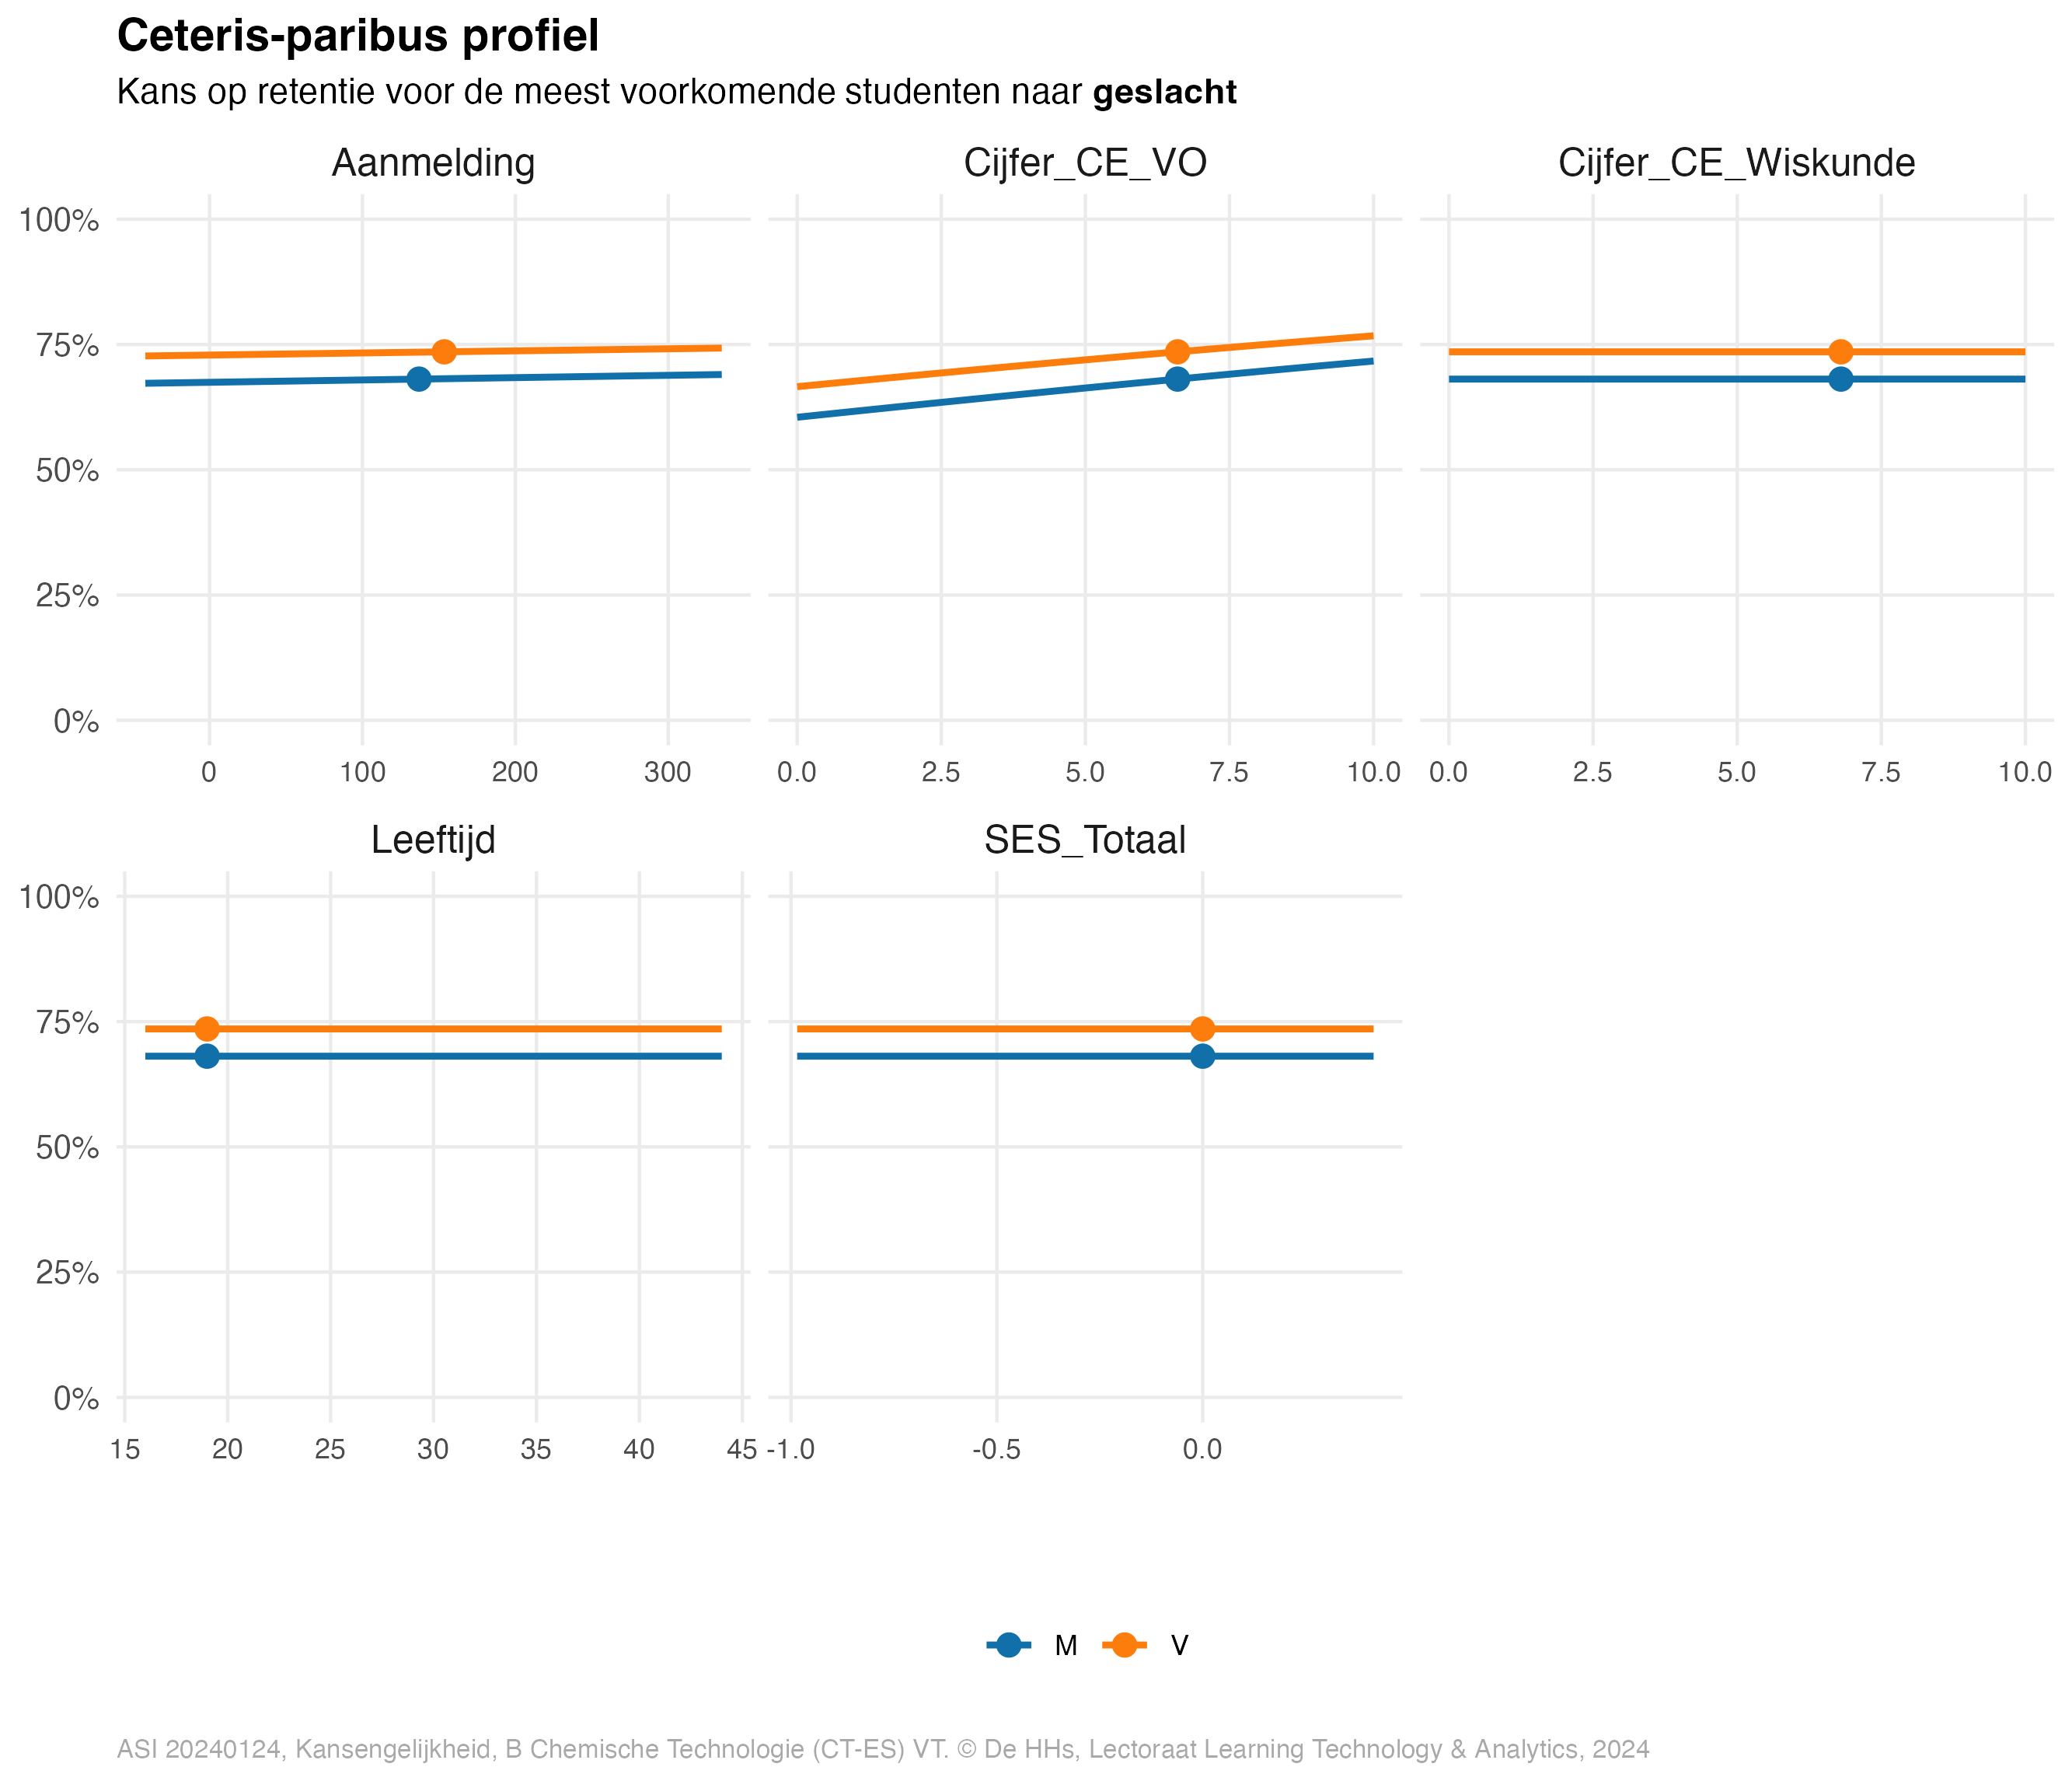 Ceteris-paribus profiel
Kans op retentie voor de meest voorkomende studenten naar geslacht
Aanmelding
Cijfer_CE_VO
Cijfer_CE_Wiskunde
100%
75%
50%
25%
0%
0 100 200 300
0.0 2.5 5.0 7.5 10.0
0.0 2.5 5.0 7.5 10.0
Leeftijd
SES_Totaal
100%
75%
50%
25%
0%
15 20 25 30 35 40 45
-1.0 -0.5 0.0
M V
ASI 20240124, Kansengelijkheid, B Chemische Technologie (CT-ES) VT. © De HHs, Lectoraat Learning Technology & Analytics, 2024